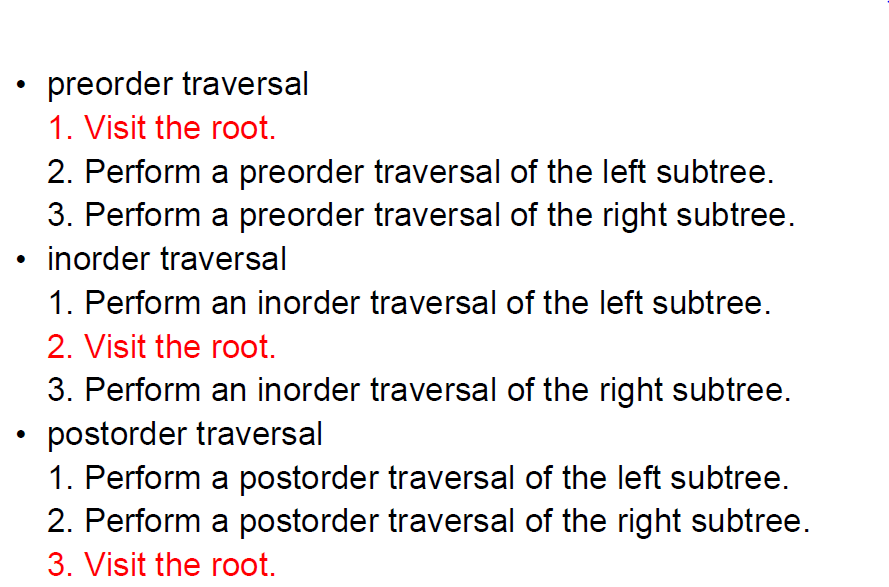 • preorder traversal
1. Visit the root.
2. Perform a preorder traversal of the left subtree.
3. Perform a preorder traversal of the right subtree.
• inorder traversal
1. Perform an inorder traversal of the left subtree.
2. Visit the root.
3. Perform an inorder traversal of the right subtree.
• postorder traversal
1. Perform a postorder traversal of the left subtree.
2. Perform a postorder traversal of the right subtree.
3. Visit the root.